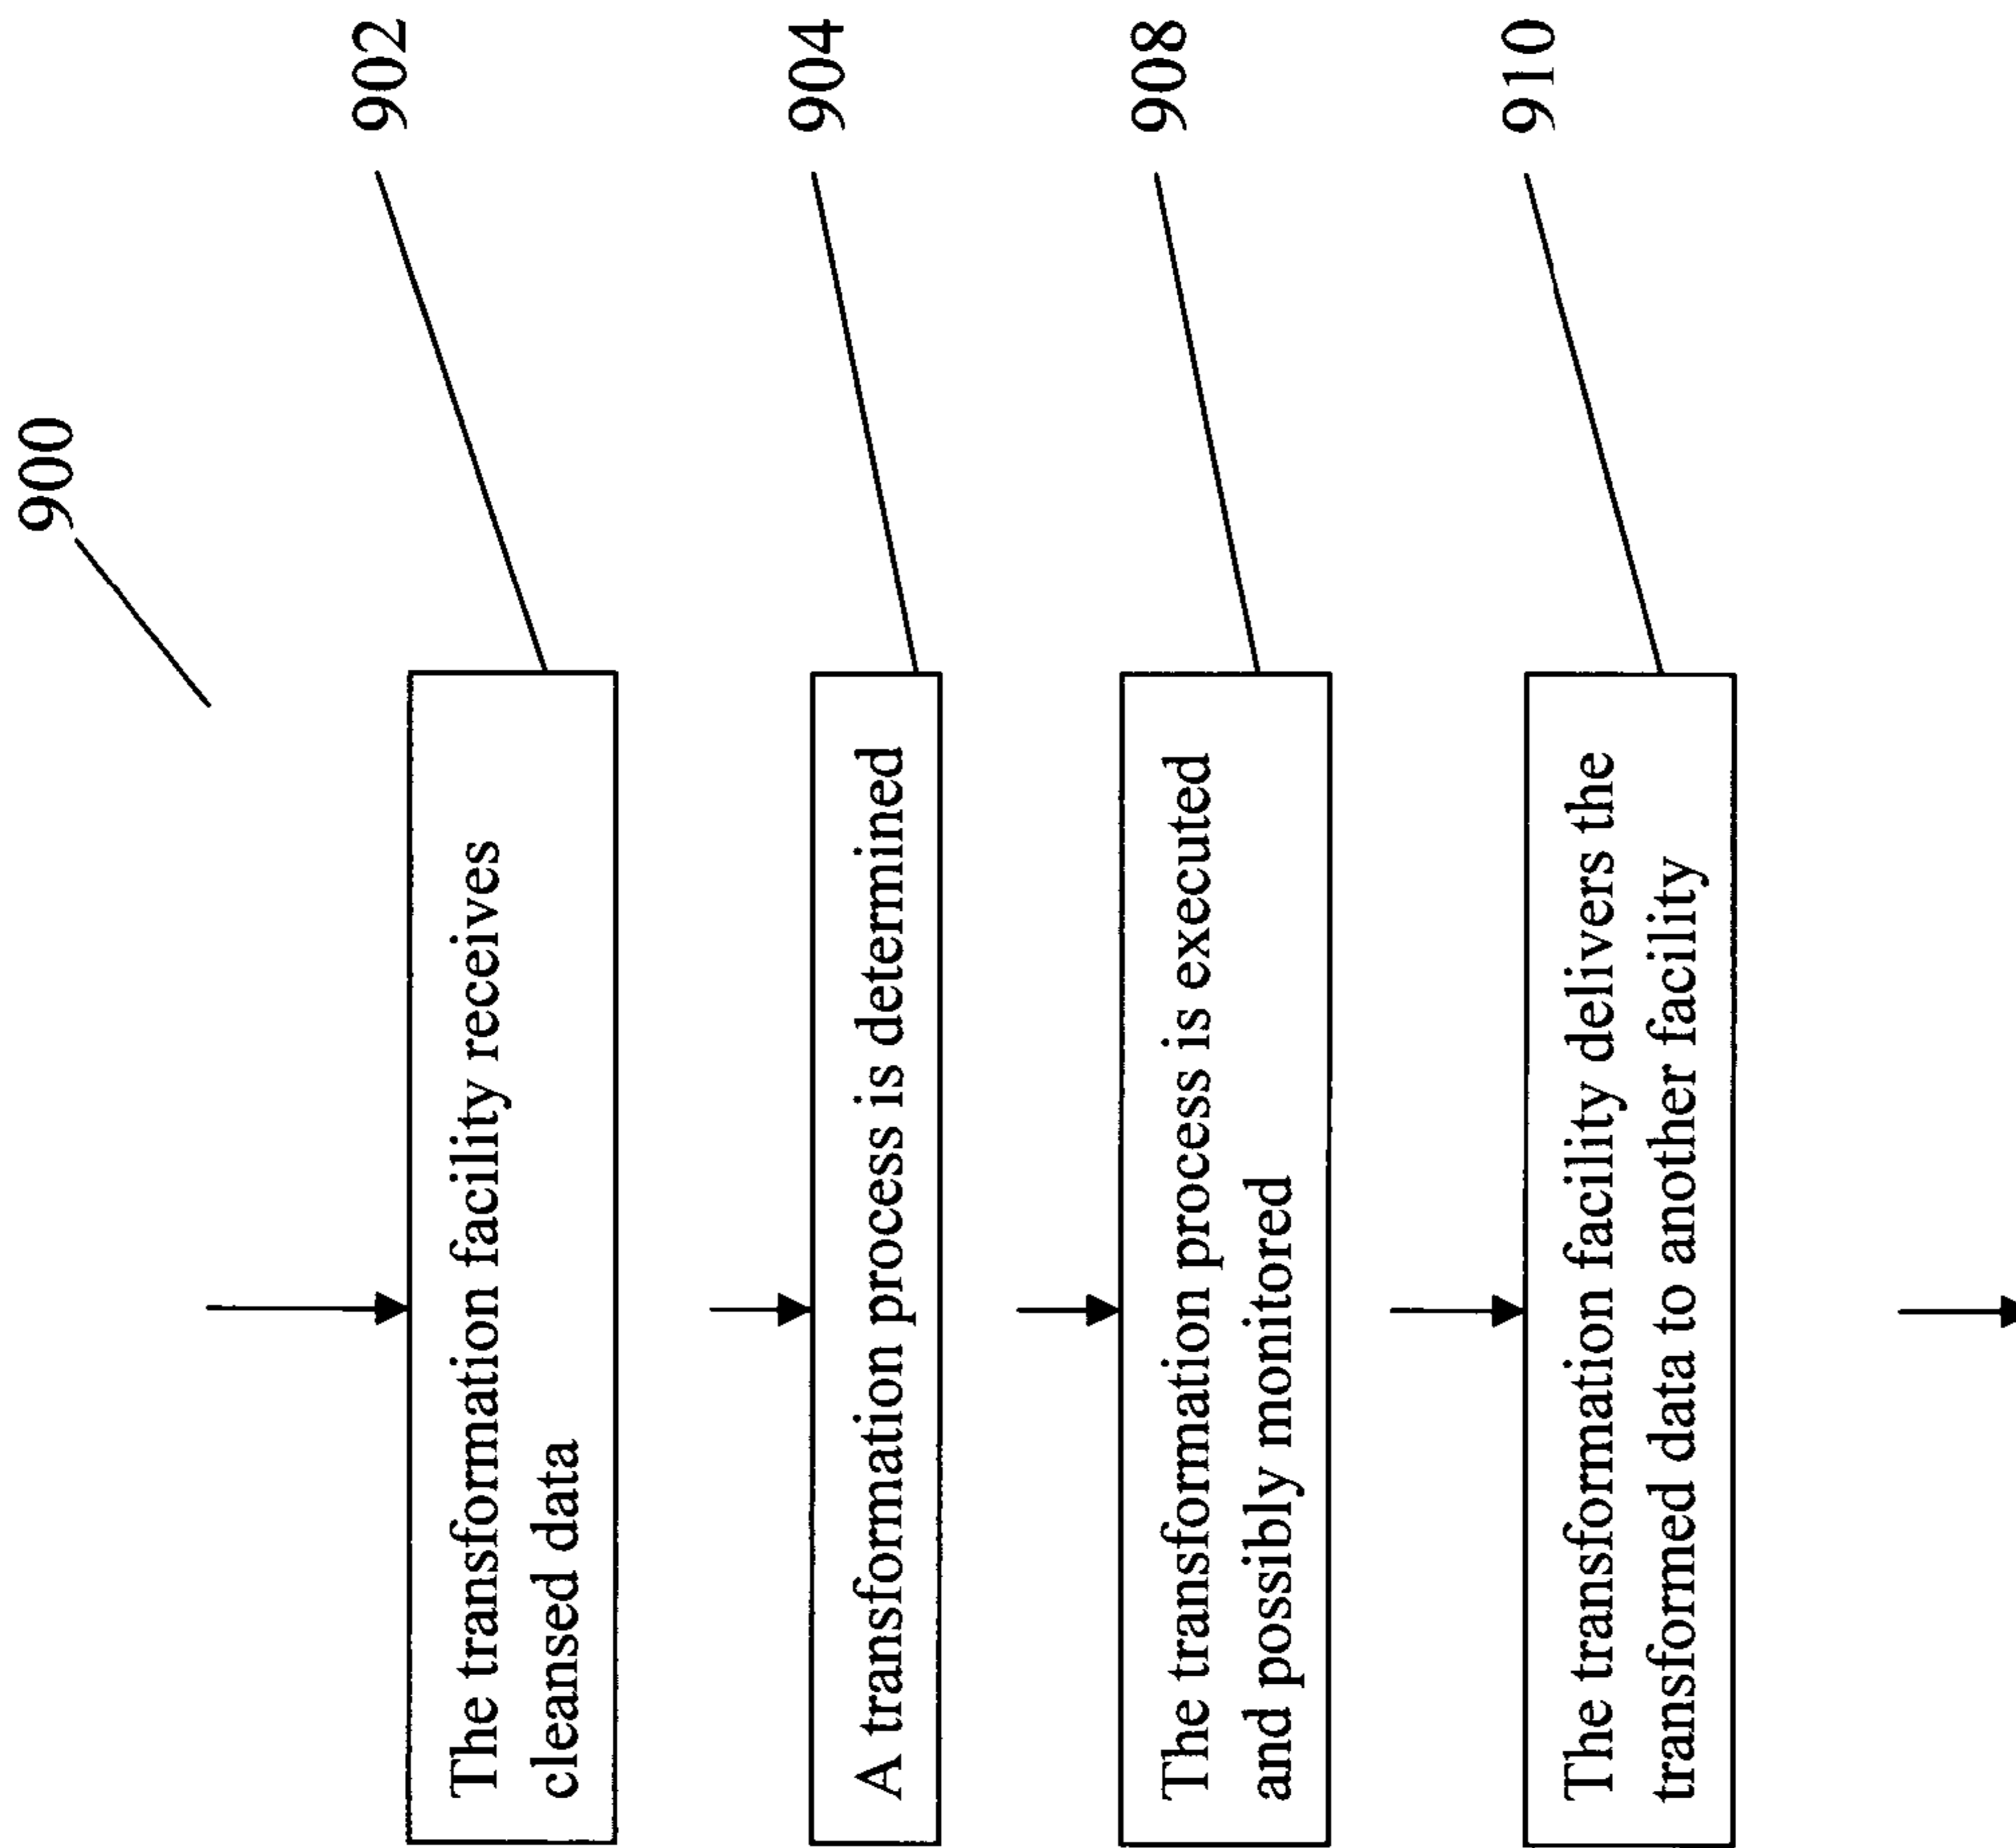 900
902
The transformation facility receives
cleansed data
904
A transformation process is determined
908
The transformation process is executed
and possibly monitored
910
The transformation facility delivers the
transformed data to another facility